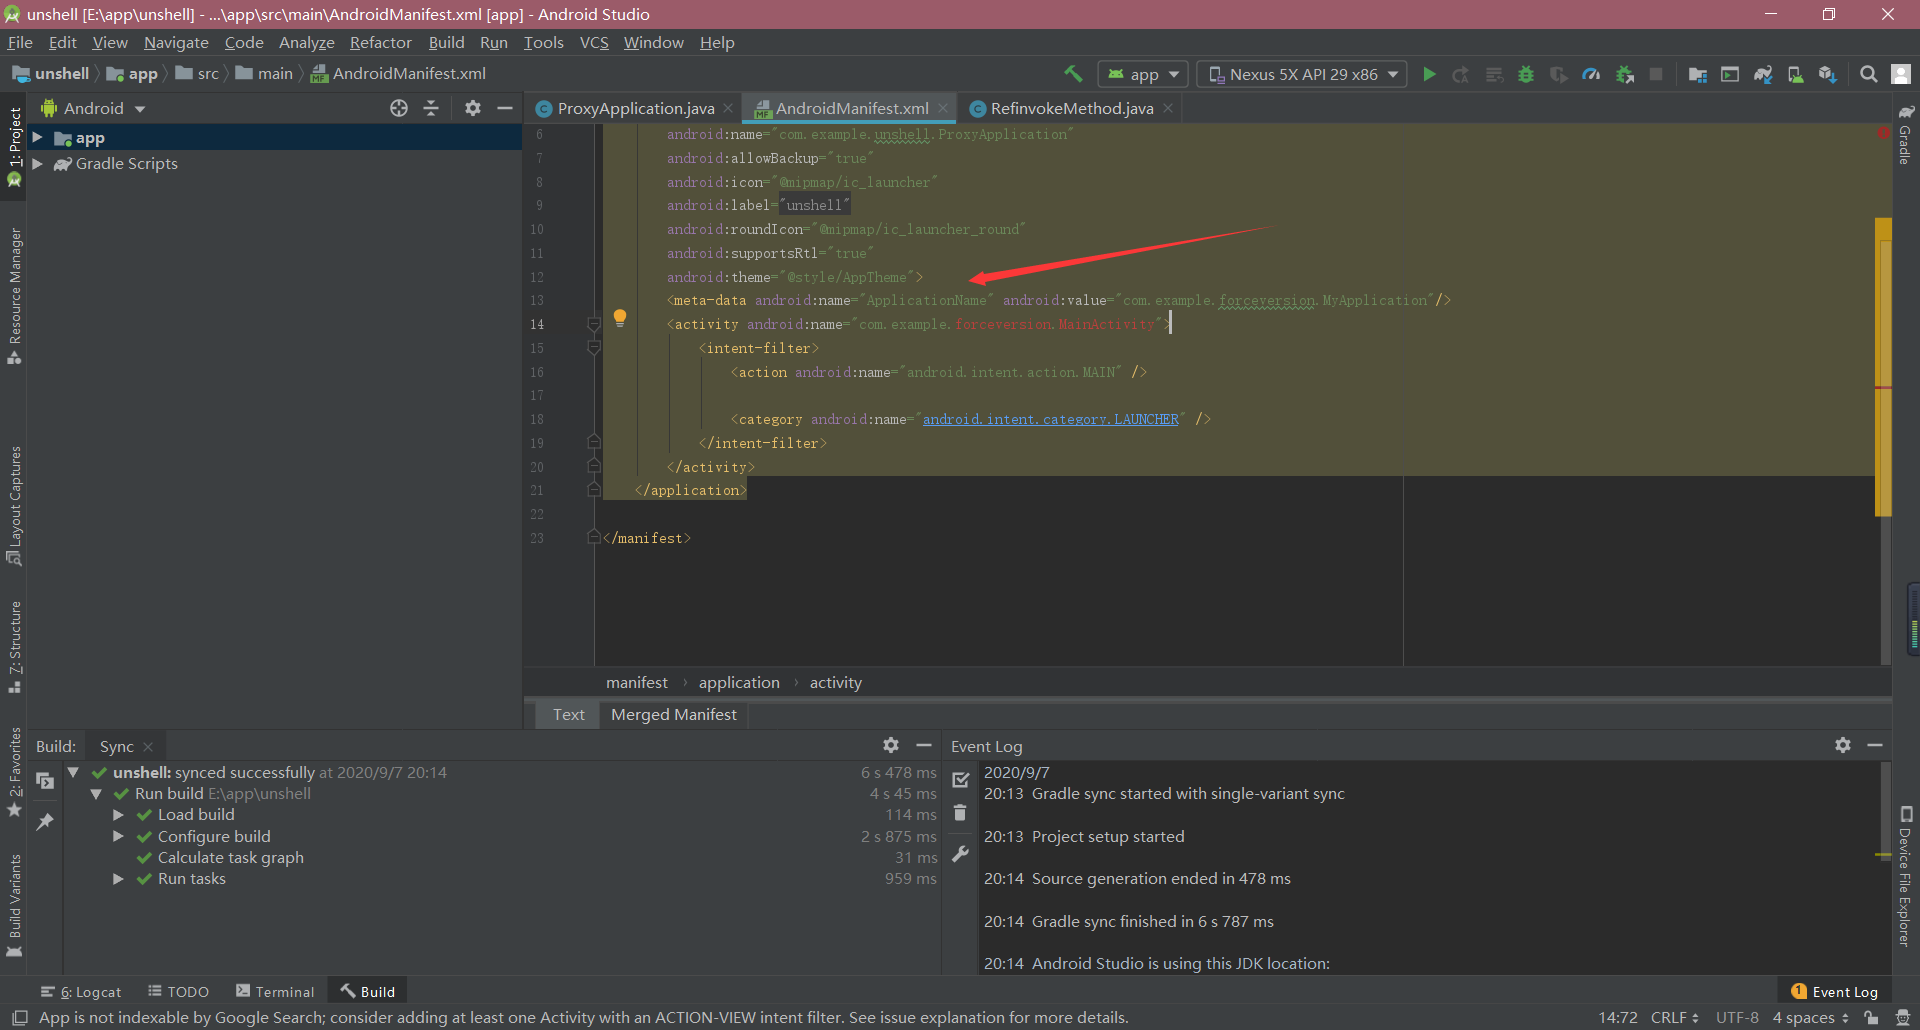 unshell [E:\app\unshell] - ...\app\src\main\AndroidManifest.xml [app] - Android Studio
File Edit View Navigate Code Analyze Refactor Build Run Tools VCS Window Help
unshell app src main AndroidManifest.xml app Nexus 5X API 29 x86
1: Project
Resource Manager
Layout Captures
7: Structure
2: Favorites
Build Variants
Android
app
Gradle Scripts
ProxyApplication.java AndroidManifest.xml RefinvokeMethod.java
6 android:name="com.example.unshell.ProxyApplication"
7 android:allowBackup="true"
8 android:icon="@mipmap/ic_launcher"
9 android:label="unshell"
10 android:roundIcon="@mipmap/ic_launcher_round"
11 android:supportsRtl="true"
12 android:theme="@style/AppTheme">
13 <meta-data android:name="ApplicationName" android:value="com.example.forceversion.MyApplication"/>
14 <activity android:name="com.example.forceversion.MainActivity">
15 <intent-filter>
16 <action android:name="android.intent.action.MAIN" />
17
18 <category android:name="android.intent.category.LAUNCHER" />
19 </intent-filter>
20 </activity>
21 </application>
22
23 </manifest>
manifest › application › activity
Text Merged Manifest
Gradle
Device File Explorer
Build: Sync
unshell: synced successfully at 2020/9/7 20:14 6 s 478 ms
Run build E:\app\unshell 4 s 45 ms
Load build 114 ms
Configure build 2 s 875 ms
Calculate task graph 31 ms
Run tasks 959 ms
Event Log
2020/9/7
20:13 Gradle sync started with single-variant sync
20:13 Project setup started
20:14 Source generation ended in 478 ms
20:14 Gradle sync finished in 6 s 787 ms
20:14 Android Studio is using this JDK location:
6: Logcat TODO Terminal Build 1 Event Log
App is not indexable by Google Search; consider adding at least one Activity with an ACTION-VIEW intent filter. See issue explanation for more details. 14:72 CRLF UTF-8 4 spaces